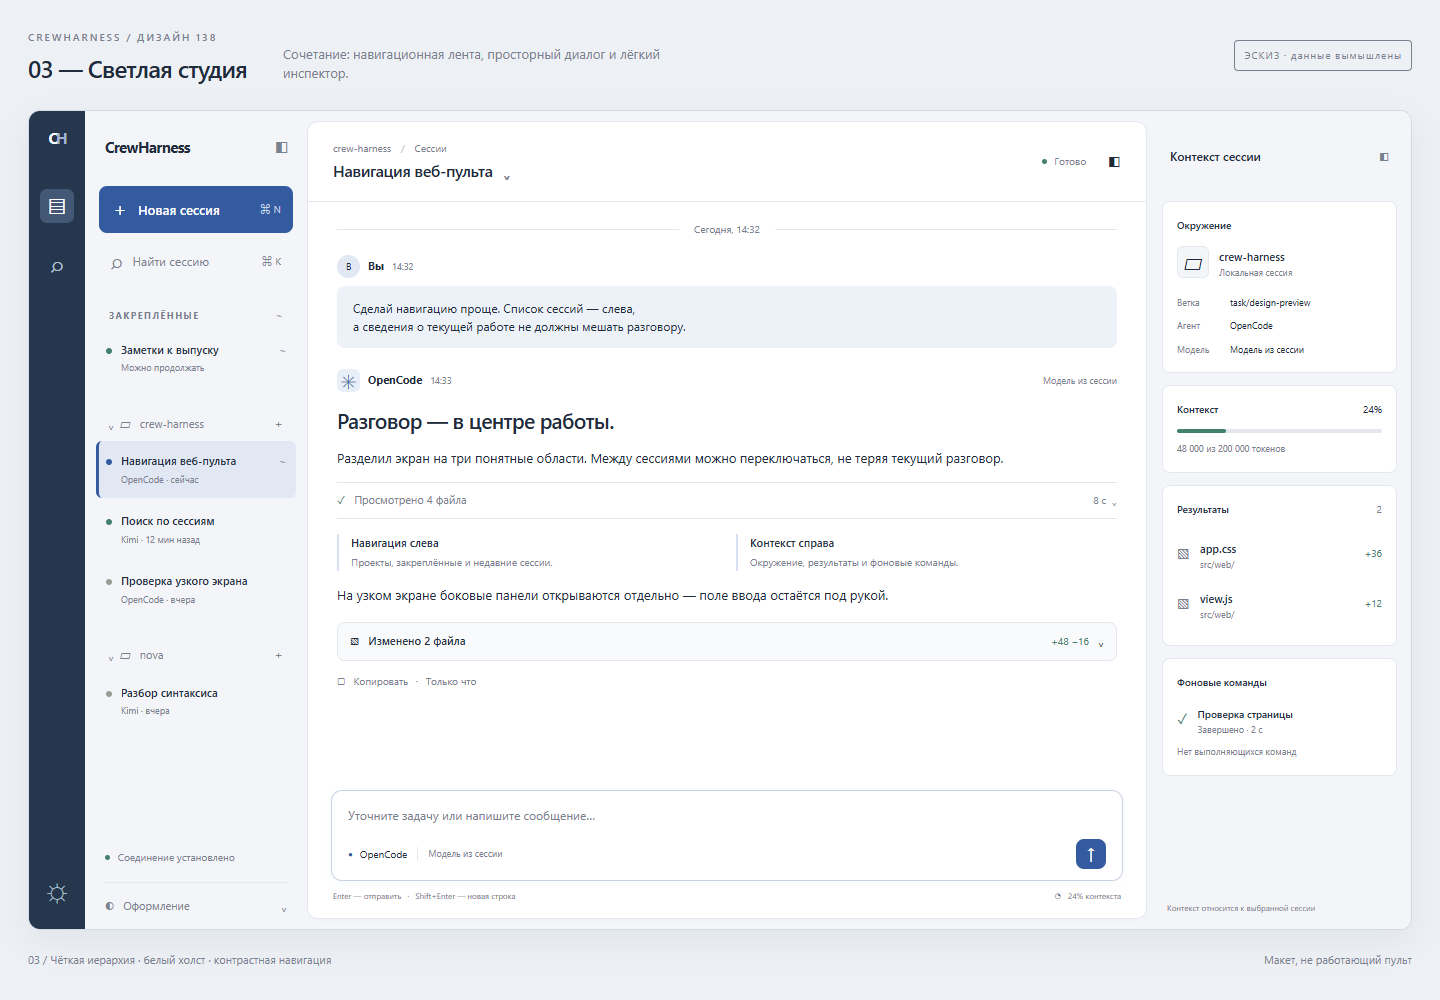 CREWHARNESS / ДИЗАЙН 138
03 — Светлая студия
Сочетание: навигационная лента, просторный диалог и лёгкий
инспектор.
ЭСКИЗ · данные вымышлены
CH
CrewHarness
+ Новая сессия ⌘ N
Найти сессию ⌘ K
ЗАКРЕПЛЁННЫЕ
Заметки к выпуску
Можно продолжать
crew-harness +
Навигация веб-пульта
OpenCode · сейчас
Поиск по сессиям
Kimi · 12 мин назад
Проверка узкого экрана
OpenCode · вчера
nova +
Разбор синтаксиса
Kimi · вчера
Соединение установлено
Оформление
crew-harness / Сессии
Навигация веб-пульта
Готово
Сегодня, 14:32
В Вы 14:32
Сделай навигацию проще. Список сессий — слева,
а сведения о текущей работе не должны мешать разговору.
OpenCode 14:33 Модель из сессии
Разговор — в центре работы.
Разделил экран на три понятные области. Между сессиями можно переключаться, не теряя текущий разговор.
✓ Просмотрено 4 файла 8 с
Навигация слева
Проекты, закреплённые и недавние сессии.
Контекст справа
Окружение, результаты и фоновые команды.
На узком экране боковые панели открываются отдельно — поле ввода остаётся под рукой.
Изменено 2 файла +48 −16
Копировать · Только что
Уточните задачу или напишите сообщение…
OpenCode Модель из сессии
↑
Enter — отправить · Shift+Enter — новая строка
24% контекста
Контекст сессии
Окружение
crew-harness
Локальная сессия
Ветка task/design-preview
Агент OpenCode
Модель Модель из сессии
Контекст 24%
48 000 из 200 000 токенов
Результаты 2
app.css +36
src/web/
view.js +12
src/web/
Фоновые команды
✓ Проверка страницы
Завершено · 2 с
Нет выполняющихся команд
Контекст относится к выбранной сессии
03 / Чёткая иерархия · белый холст · контрастная навигация
Макет, не работающий пульт